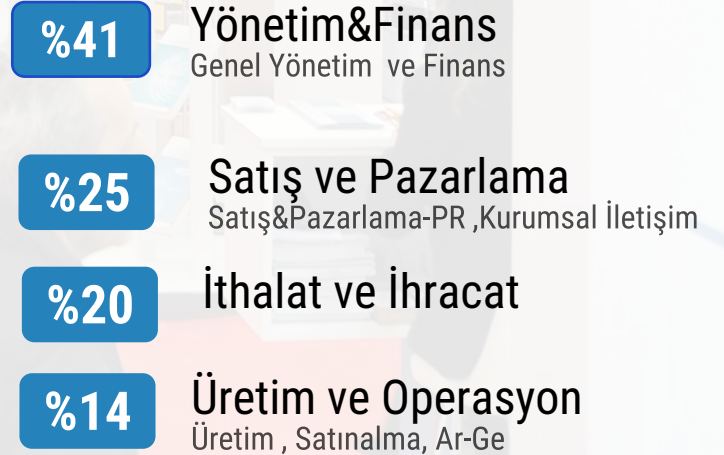 %41
Yönetim&Finans
Genel Yönetim ve Finans
%25
Satış ve Pazarlama
Satış&Pazarlama-PR ,Kurumsal İletişim
%20
İthalat ve İhracat
%14
Üretim ve Operasyon
Üretim , Satınalma, Ar-Ge